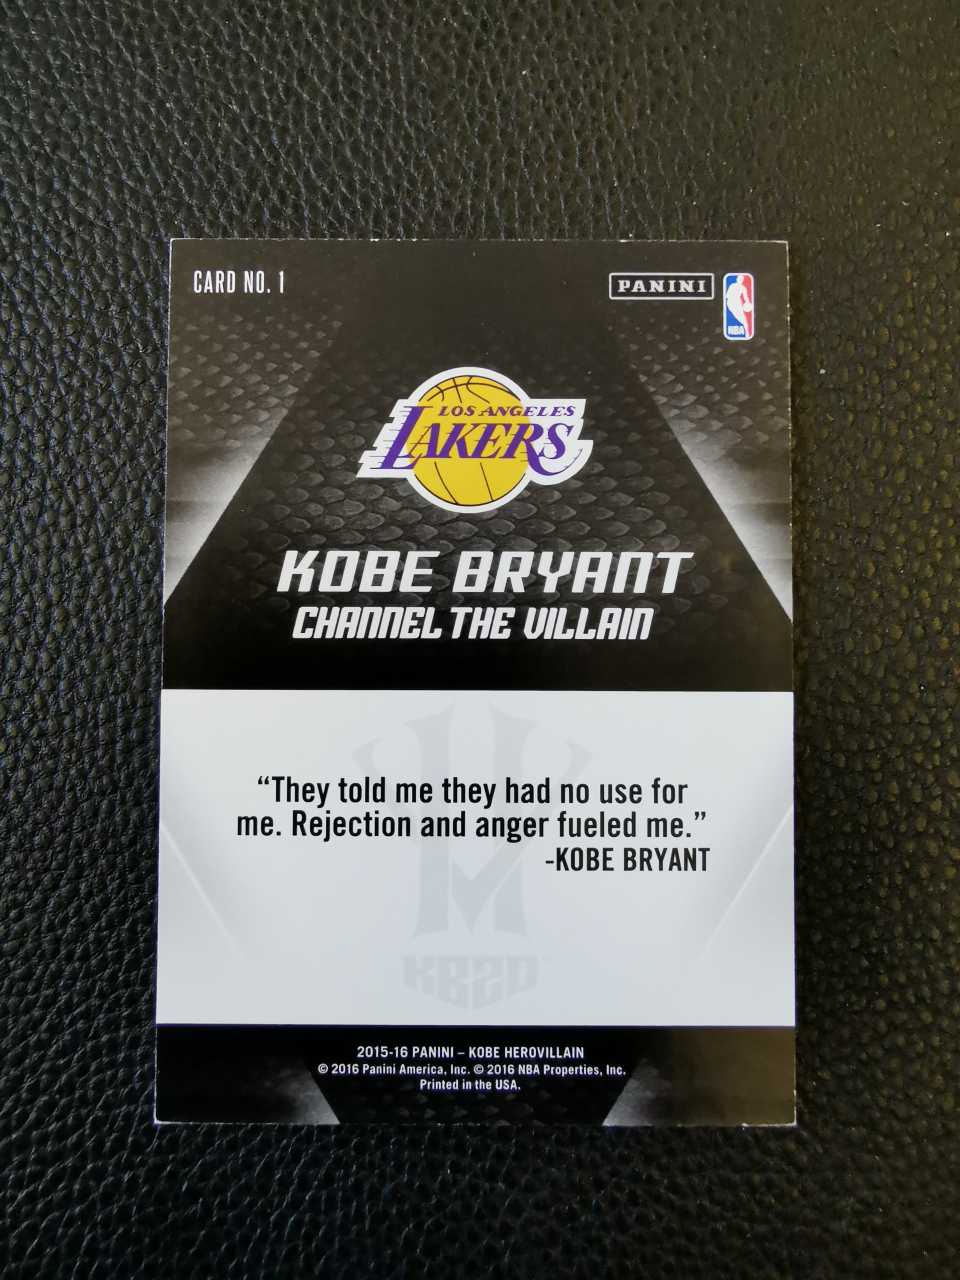 CARD NO. 1
PANINI
NBA
LOS ANGELES
LAKERS
KOBE BRYANT
CHANNEL THE VILLAIN
“They told me they had no use for
me. Rejection and anger fueled me.”
-KOBE BRYANT
KB20
2015-16 PANINI – KOBE HEROVILLAIN
© 2016 Panini America, Inc. © 2016 NBA Properties, Inc.
Printed in the USA.